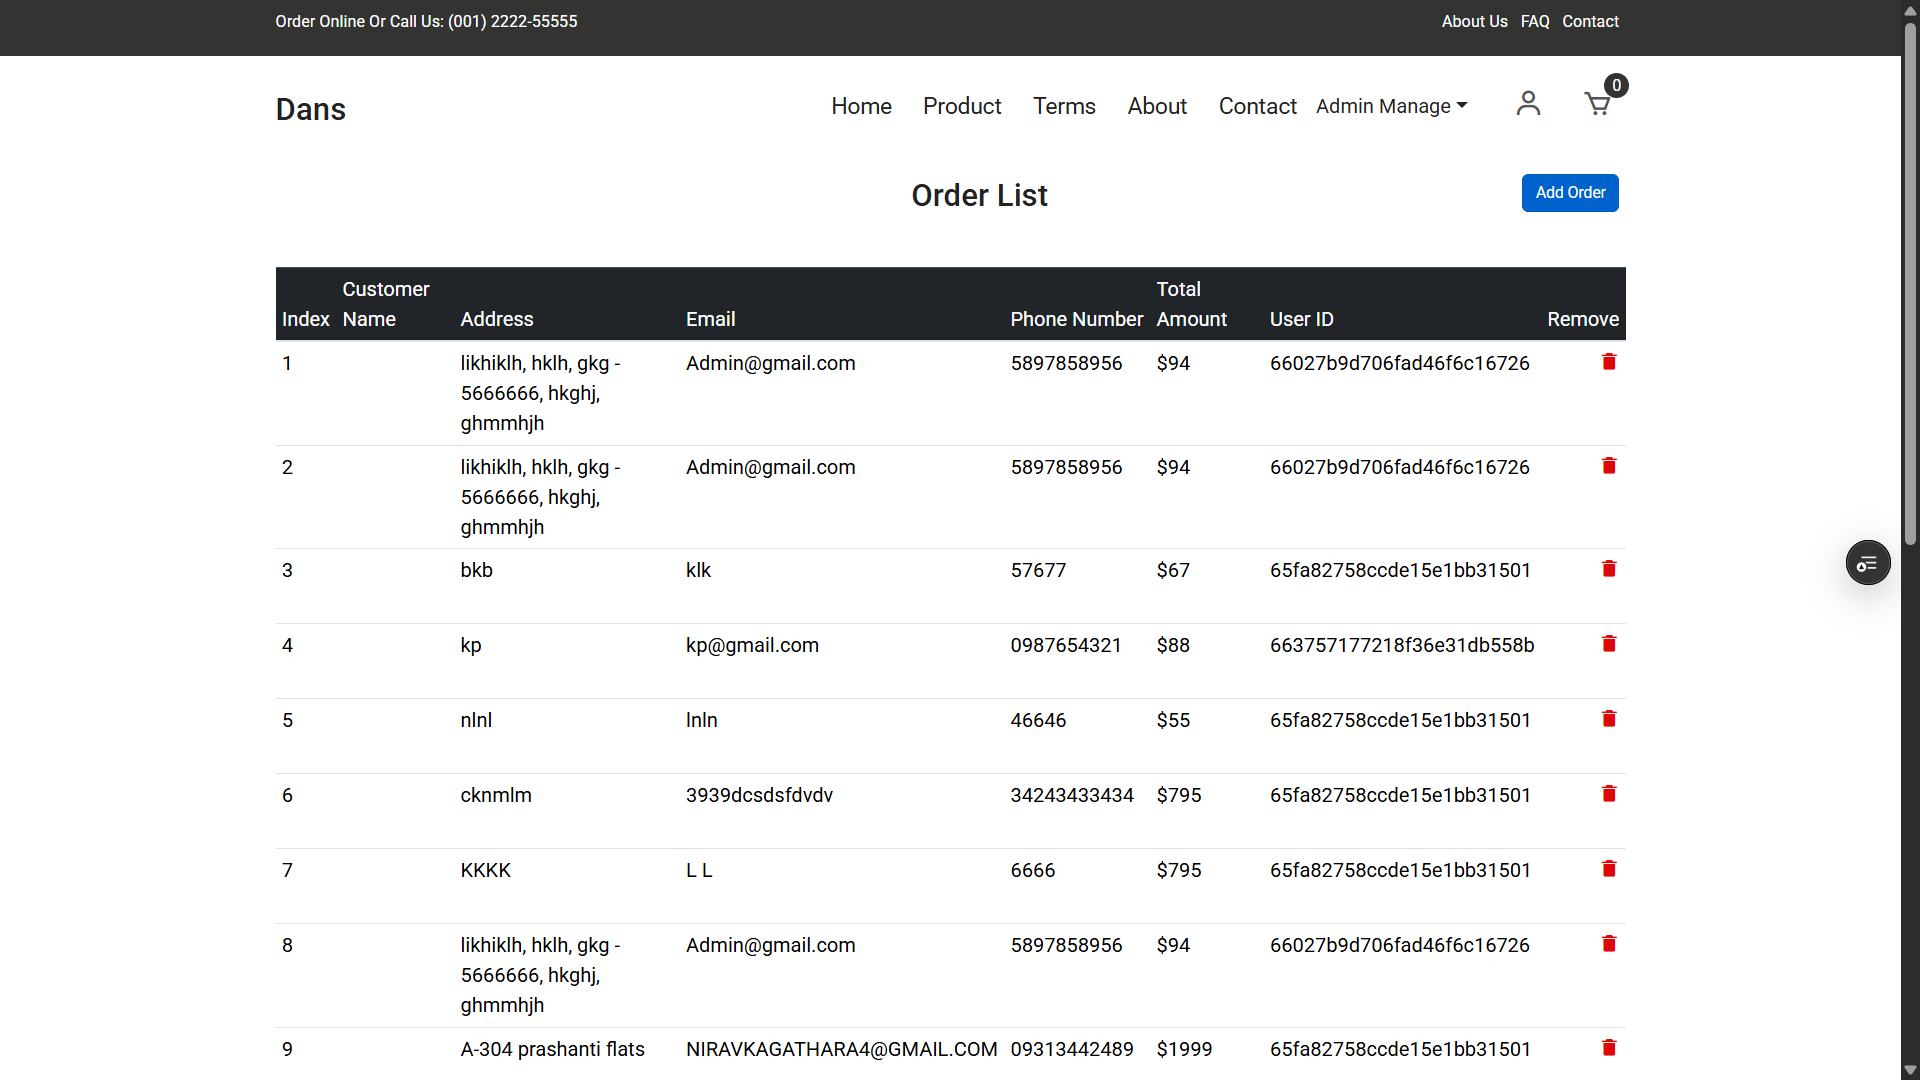 Order Online Or Call Us: (001) 2222-55555 About Us FAQ Contact
Dans Home Product Terms About Contact Admin Manage 0
Order List Add Order
Index Customer Name Address Email Phone Number Total Amount User ID Remove
1 likhiklh, hklh, gkg - Admin@gmail.com 5897858956 $94 66027b9d706fad46f6c16726
5666666, hkghj,
ghmmhjh
2 likhiklh, hklh, gkg - Admin@gmail.com 5897858956 $94 66027b9d706fad46f6c16726
5666666, hkghj,
ghmmhjh
3 bkb klk 57677 $67 65fa82758ccde15e1bb31501
4 kp kp@gmail.com 0987654321 $88 663757177218f36e31db558b
5 nlnl lnln 46646 $55 65fa82758ccde15e1bb31501
6 cknmlm 3939dcsdsfdvdv 34243433434 $795 65fa82758ccde15e1bb31501
7 KKKK L L 6666 $795 65fa82758ccde15e1bb31501
8 likhiklh, hklh, gkg - Admin@gmail.com 5897858956 $94 66027b9d706fad46f6c16726
5666666, hkghj,
ghmmhjh
9 A-304 prashanti flats NIRAVKAGATHARA4@GMAIL.COM 09313442489 $1999 65fa82758ccde15e1bb31501